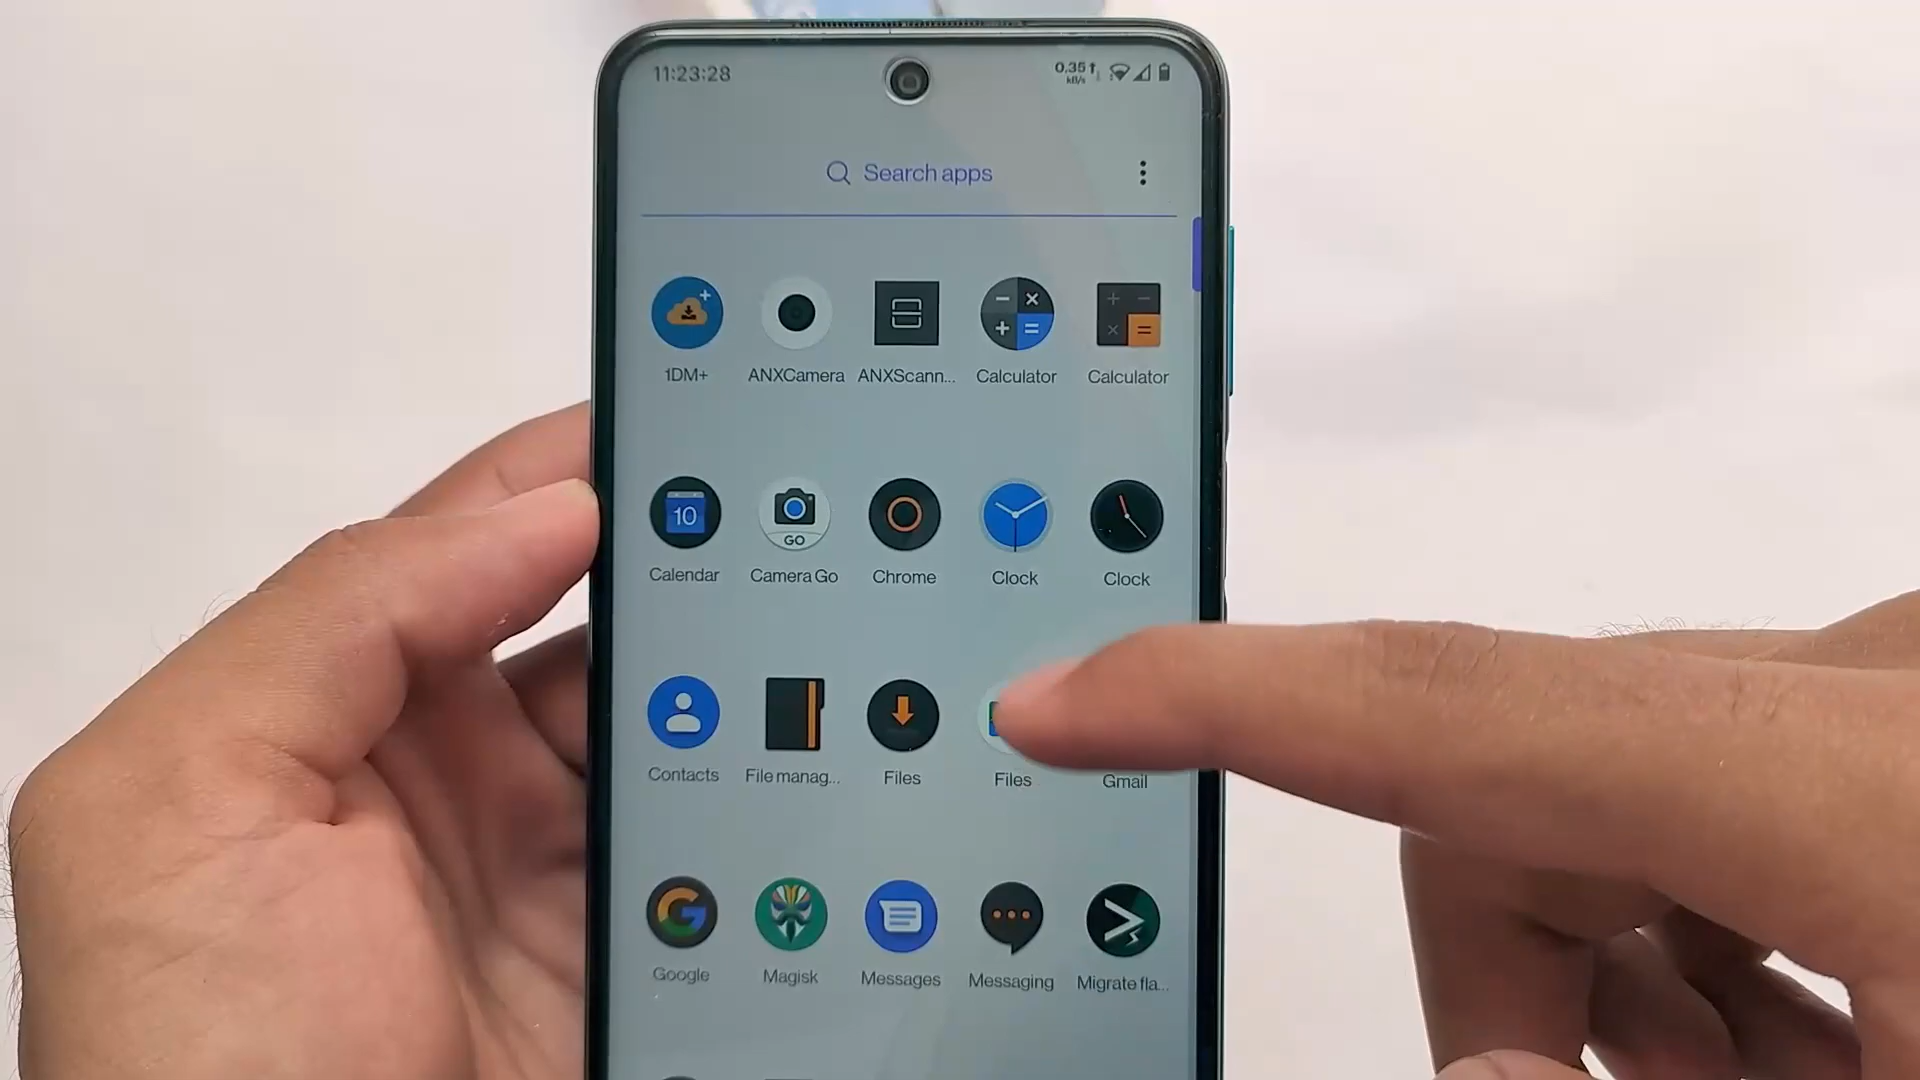 11:23:28
0.35
kB/s
Search apps
1DM+
ANXCamera
ANXScann...
Calculator
Calculator
10
GO
Calendar
Camera Go
Chrome
Clock
Clock
Contacts
File manag...
Files
Files
Gmail
G
Google
Magisk
Messages
Messaging
Migrate fla...